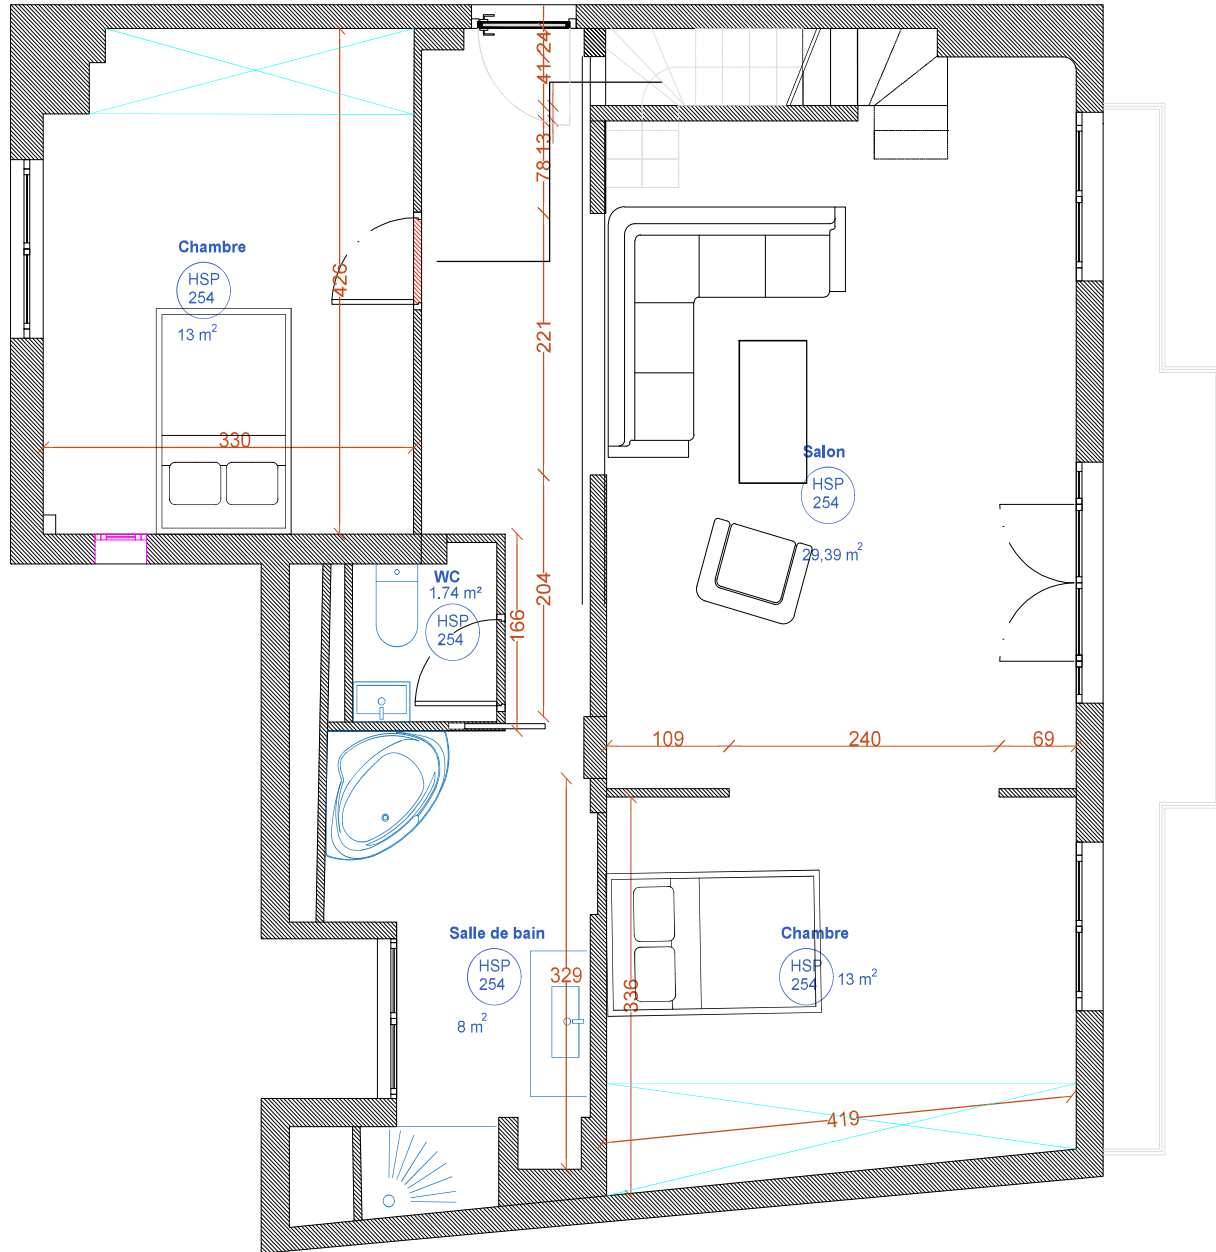 41
24
13
78
Chambre
HSP
254
13 m²
426
221
330
Salon
HSP
254
29,39 m²
WC
1.74 m²
HSP
254
166
204
109
240
69
Salle de bain
HSP
254
8 m²
329
336
Chambre
HSP
254
13 m²
419